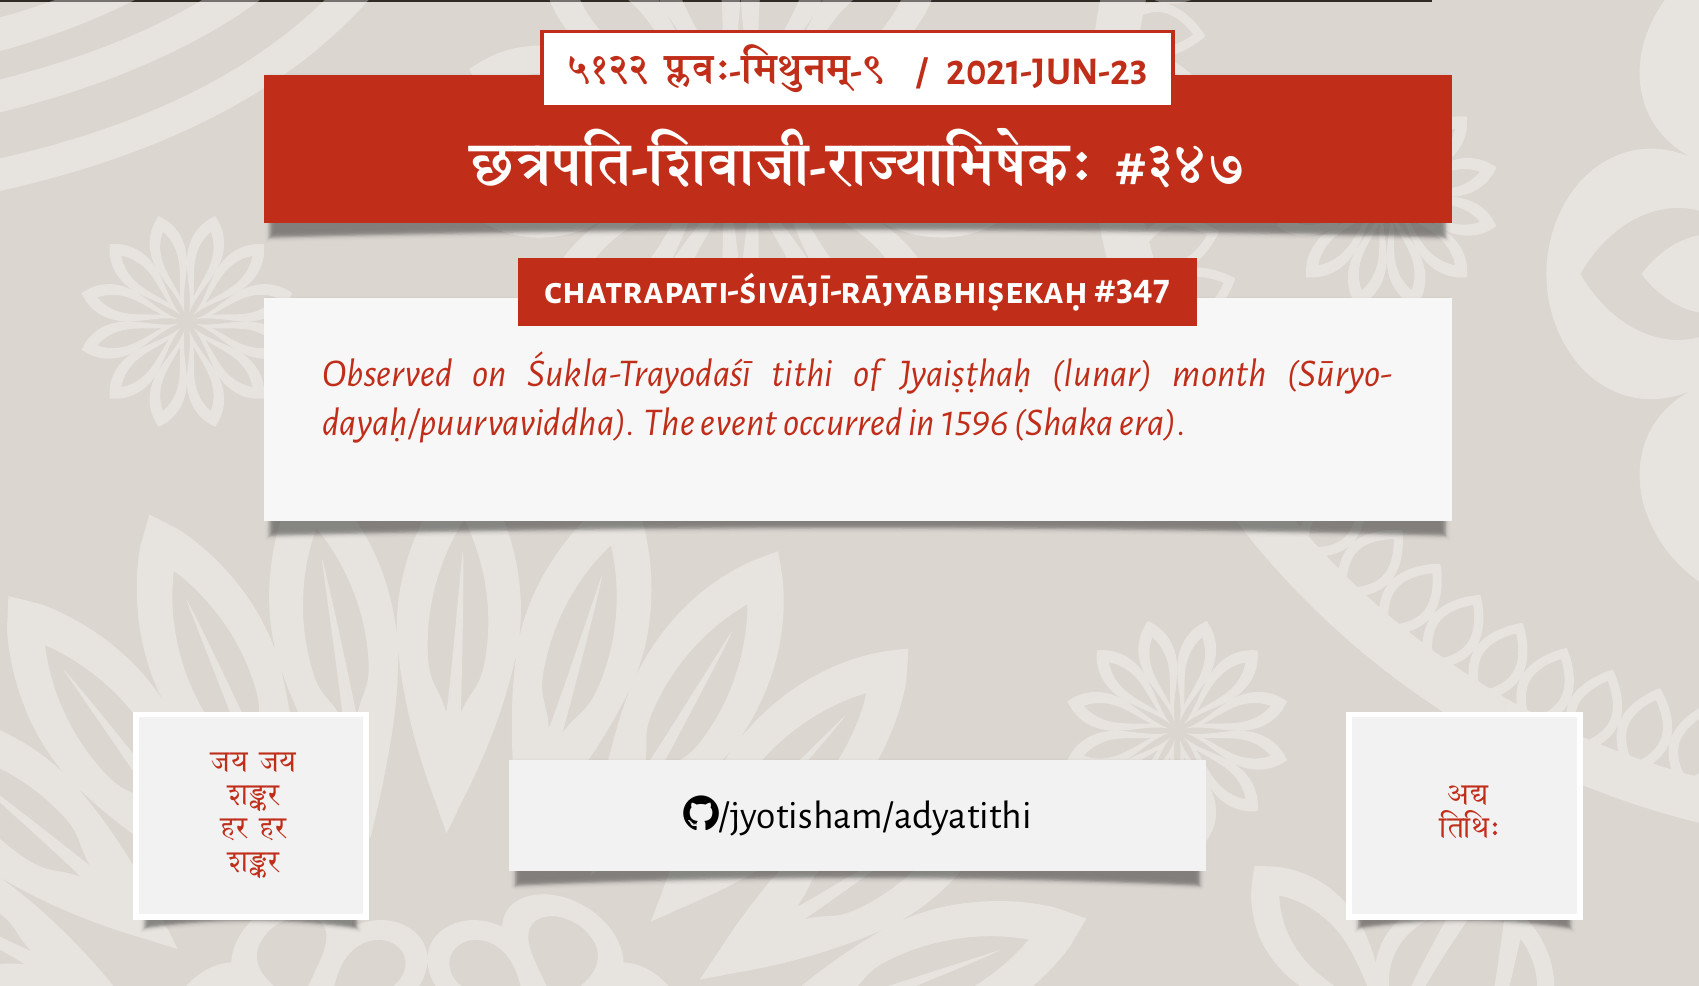 ५१२२ प्लवः-मिथुनम्-९ / 2021-JUN-23
छत्रपति-शिवाजी-राज्याभिषेकः #३४७
CHATRAPATI-ŚIVĀJĪ-RĀJYĀBHIṢEKAḤ #347
Observed on Śukla-Trayodaśī tithi of Jyaiṣṭhaḥ (lunar) month (Sūryo-
dayaḥ/puurvaviddha). The event occurred in 1596 (Shaka era).
जय जय
शङ्कर
हर हर
शङ्कर
/jyotisham/adyatithi
अद्य
तिथिः